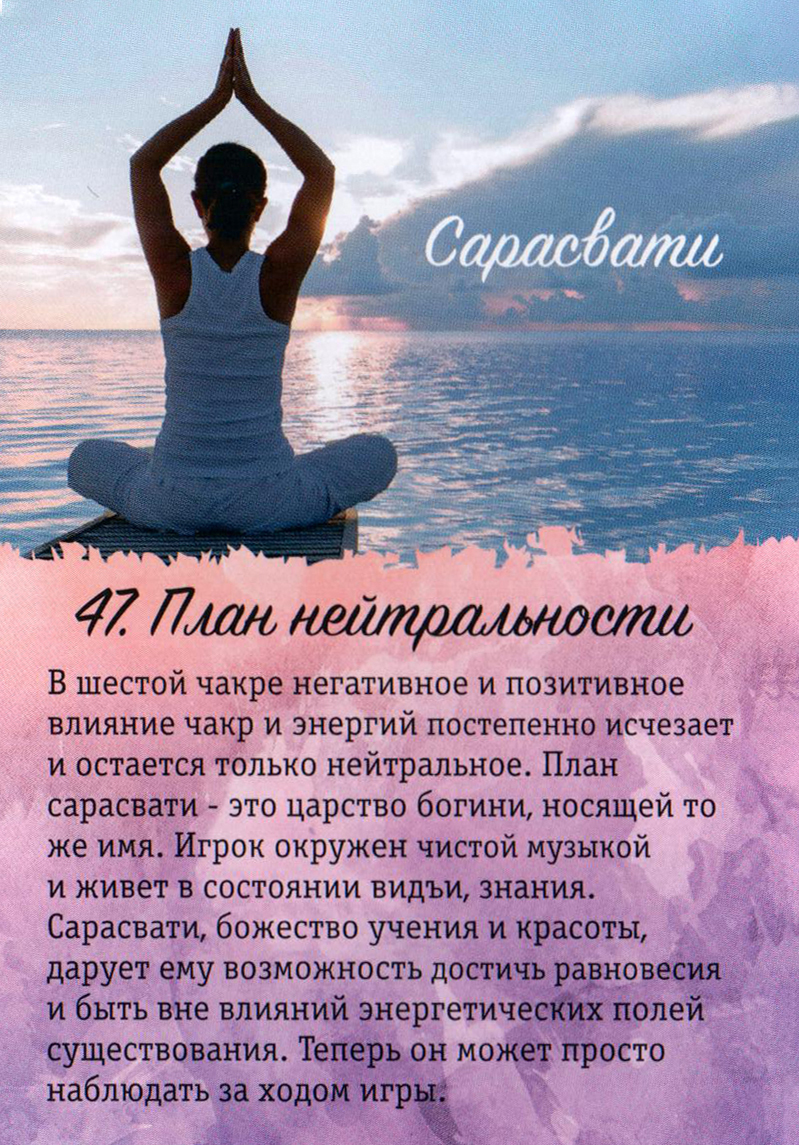 Сарасвати
47. План нейтральности
В шестой чакре негативное и позитивное
влияние чакр и энергий постепенно исчезает
и остается только нейтральное. План
сарасвати - это царство богини, носящей то
же имя. Игрок окружен чистой музыкой
и живет в состоянии видъи, знания.
Сарасвати, божество учения и красоты,
дарует ему возможность достичь равновесия
и быть вне влияний энергетических полей
существования. Теперь он может просто
наблюдать за ходом игры.